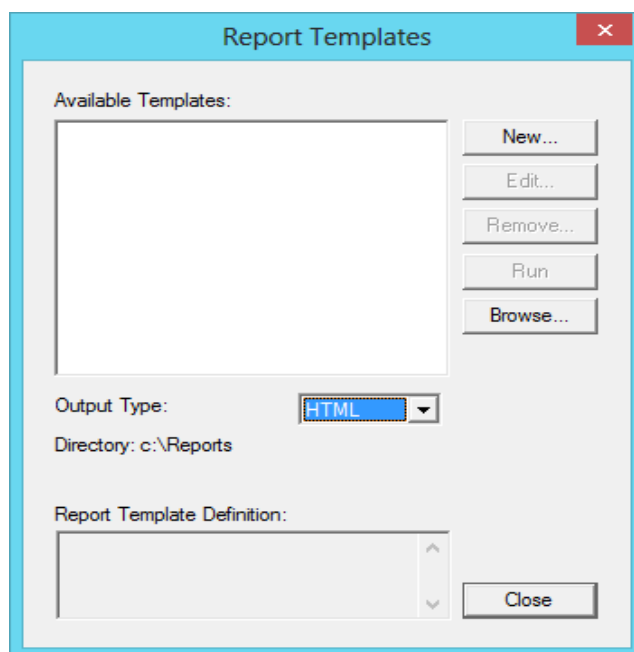 Report Templates
Available Templates:
New...
Edit...
Remove...
Run
Browse...
Output Type:
HTML
Directory: c:\Reports
Report Template Definition:
Close